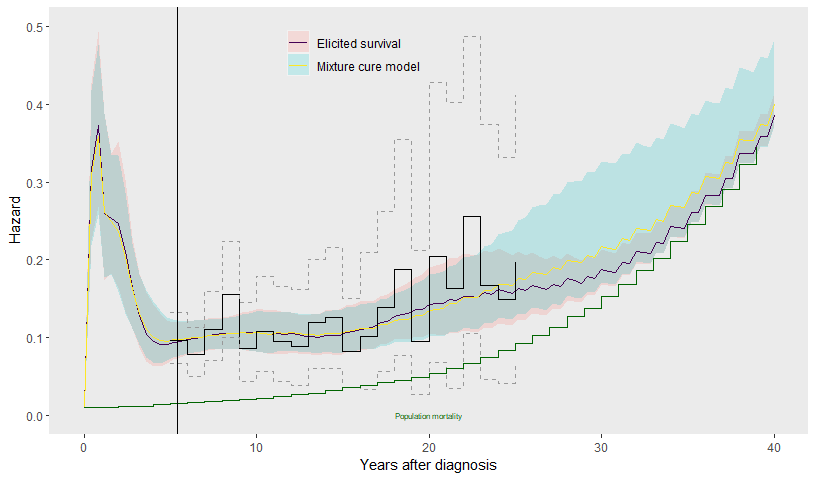 0.5
Elicited survival
Mixture cure model
0.4
0.3
Hazard
0.2
0.1
0.0
Population mortality
0
10
20
30
40
Years after diagnosis